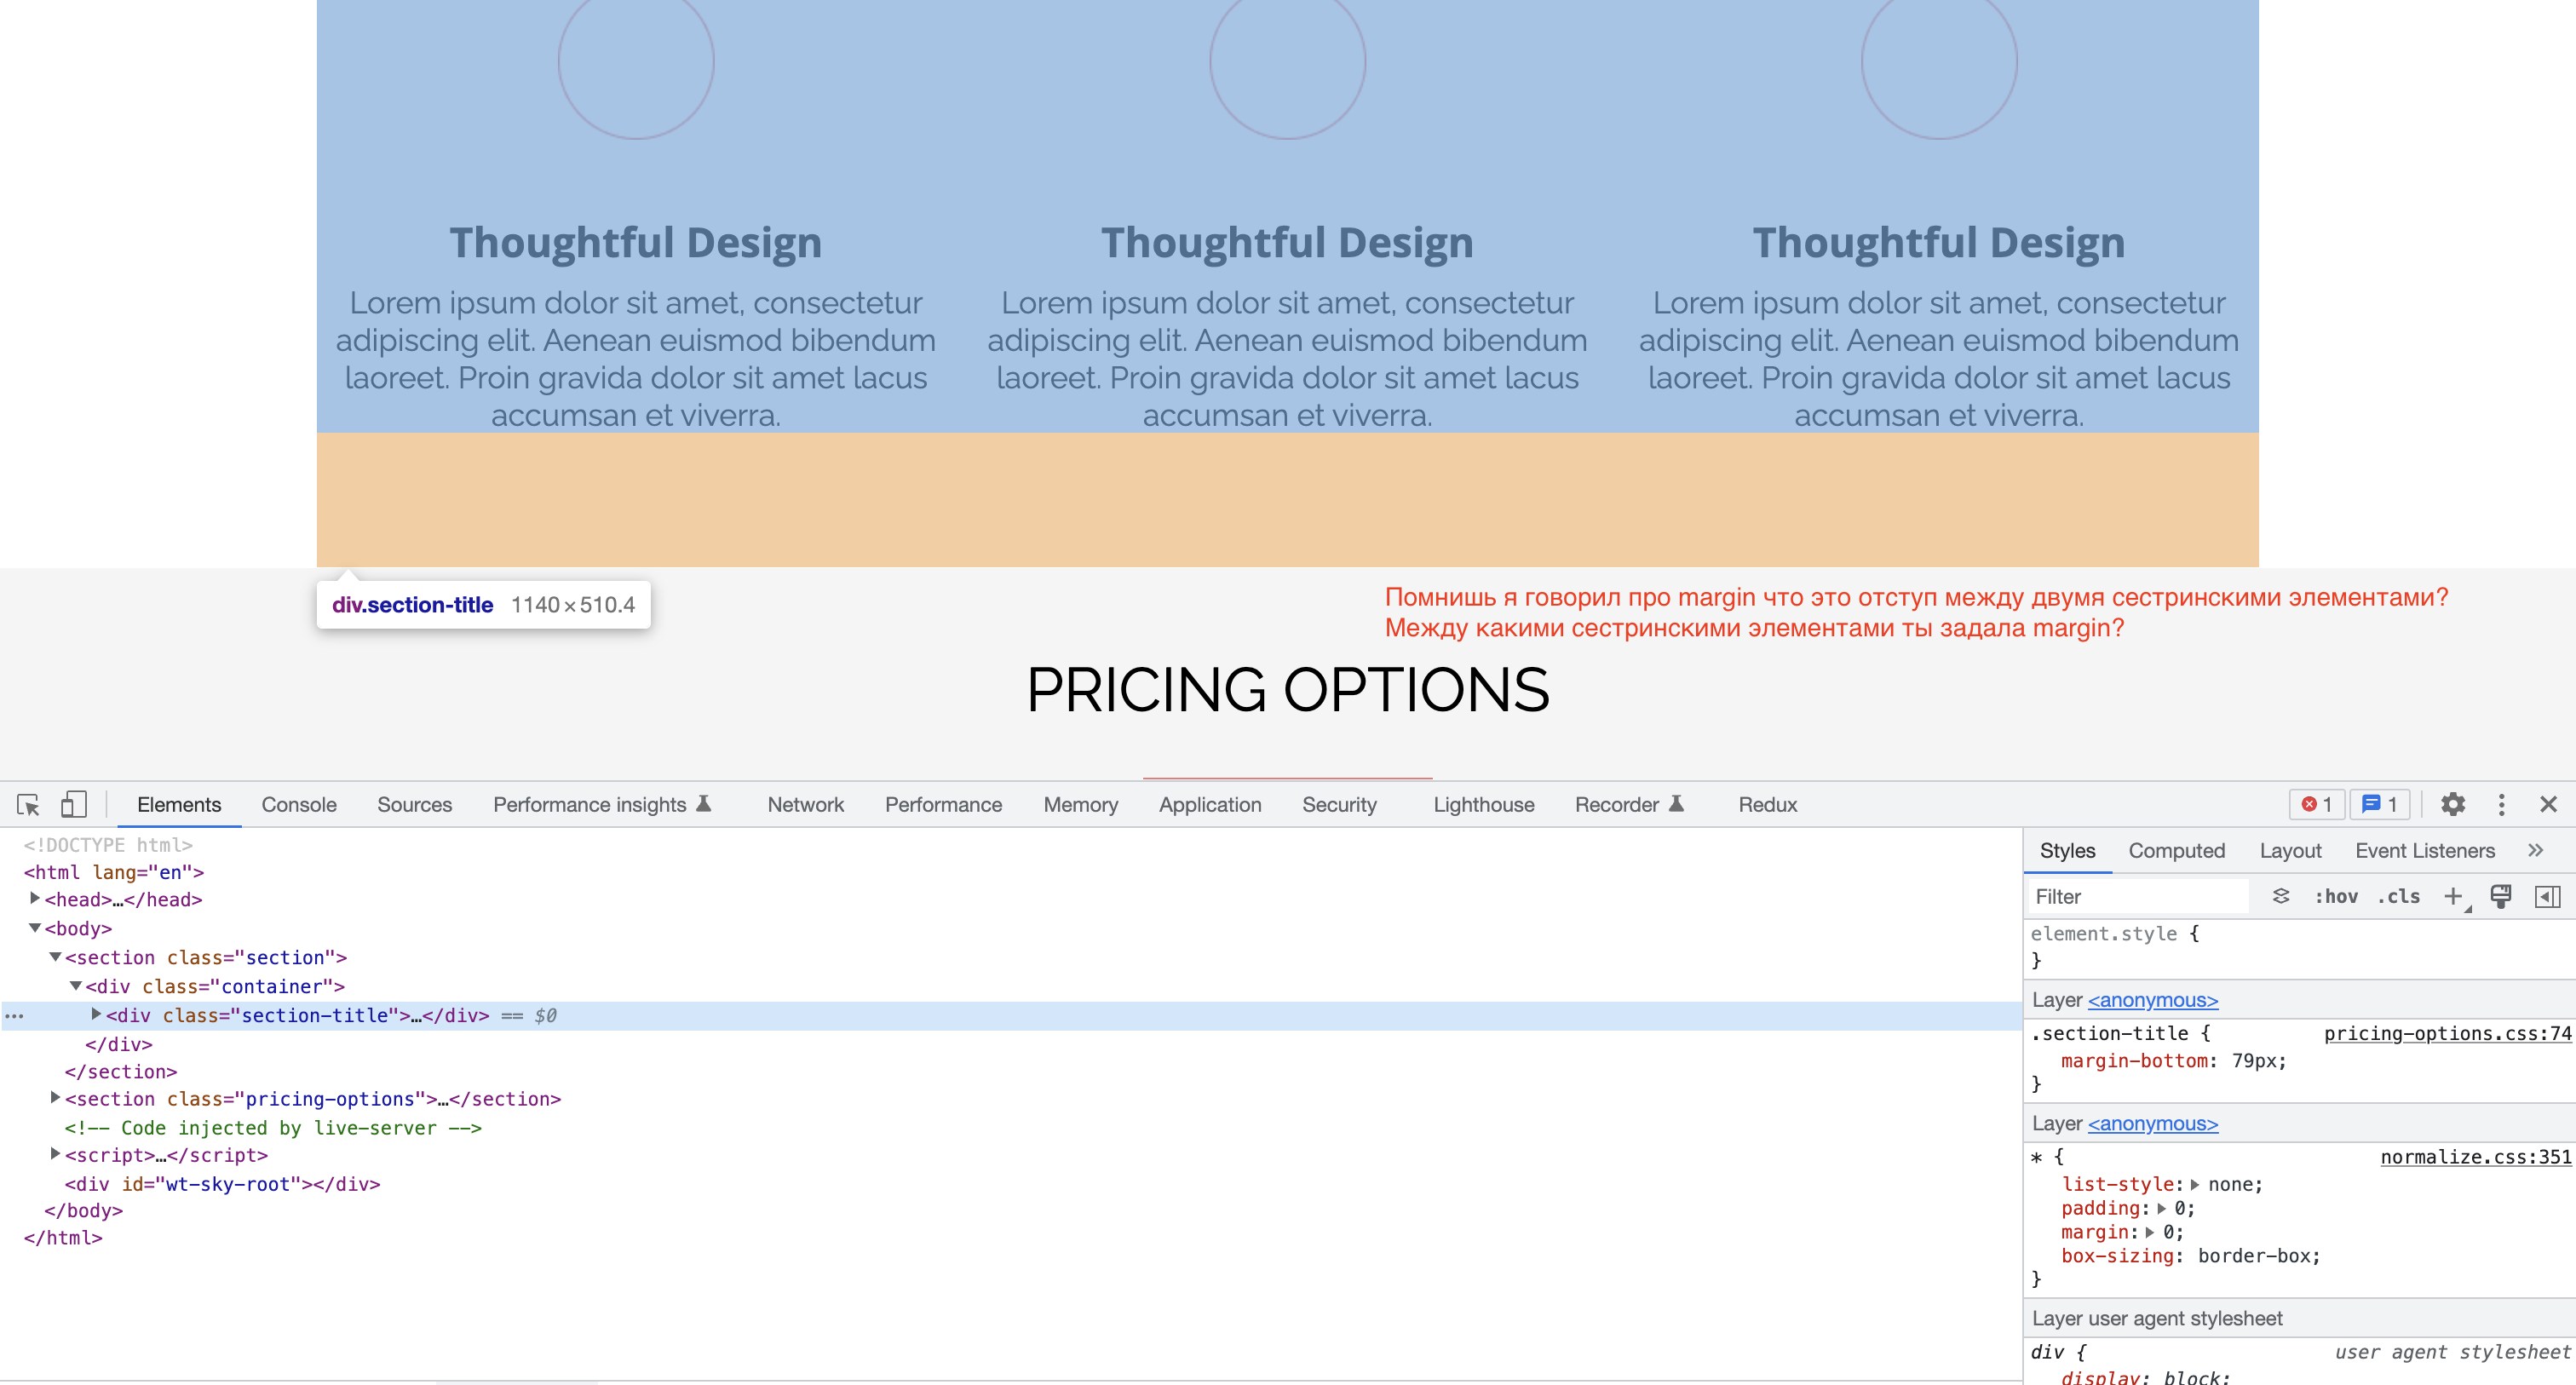 Thoughtful Design
Lorem ipsum dolor sit amet, consectetur
adipiscing elit. Aenean euismod bibendum
laoreet. Proin gravida dolor sit amet lacus
accumsan et viverra.
Thoughtful Design
Lorem ipsum dolor sit amet, consectetur
adipiscing elit. Aenean euismod bibendum
laoreet. Proin gravida dolor sit amet lacus
accumsan et viverra.
Thoughtful Design
Lorem ipsum dolor sit amet, consectetur
adipiscing elit. Aenean euismod bibendum
laoreet. Proin gravida dolor sit amet lacus
accumsan et viverra.
div.section-title 1140×510.4
Помнишь я говорил про margin что это отступ между двумя сестринскими элементами?
Между какими сестринскими элементами ты задала margin?
PRICING OPTIONS
Elements Console Sources Performance insights Network Performance Memory Application Security Lighthouse Recorder Redux 1 1
<!DOCTYPE html>
<html lang="en">
<head>…</head>
<body>
<section class="section">
<div class="container">
<div class="section-title">…</div> == $0
</div>
</section>
<section class="pricing-options">…</section>
<!-- Code injected by live-server -->
<script>…</script>
<div id="wt-sky-root"></div>
</body>
</html>
Styles Computed Layout Event Listeners
Filter :hov .cls
element.style {
}
Layer <anonymous>
.section-title { pricing-options.css:74
margin-bottom: 79px;
}
Layer <anonymous>
* { normalize.css:351
list-style: none;
padding: 0;
margin: 0;
box-sizing: border-box;
}
Layer user agent stylesheet
div { user agent stylesheet
display: block;